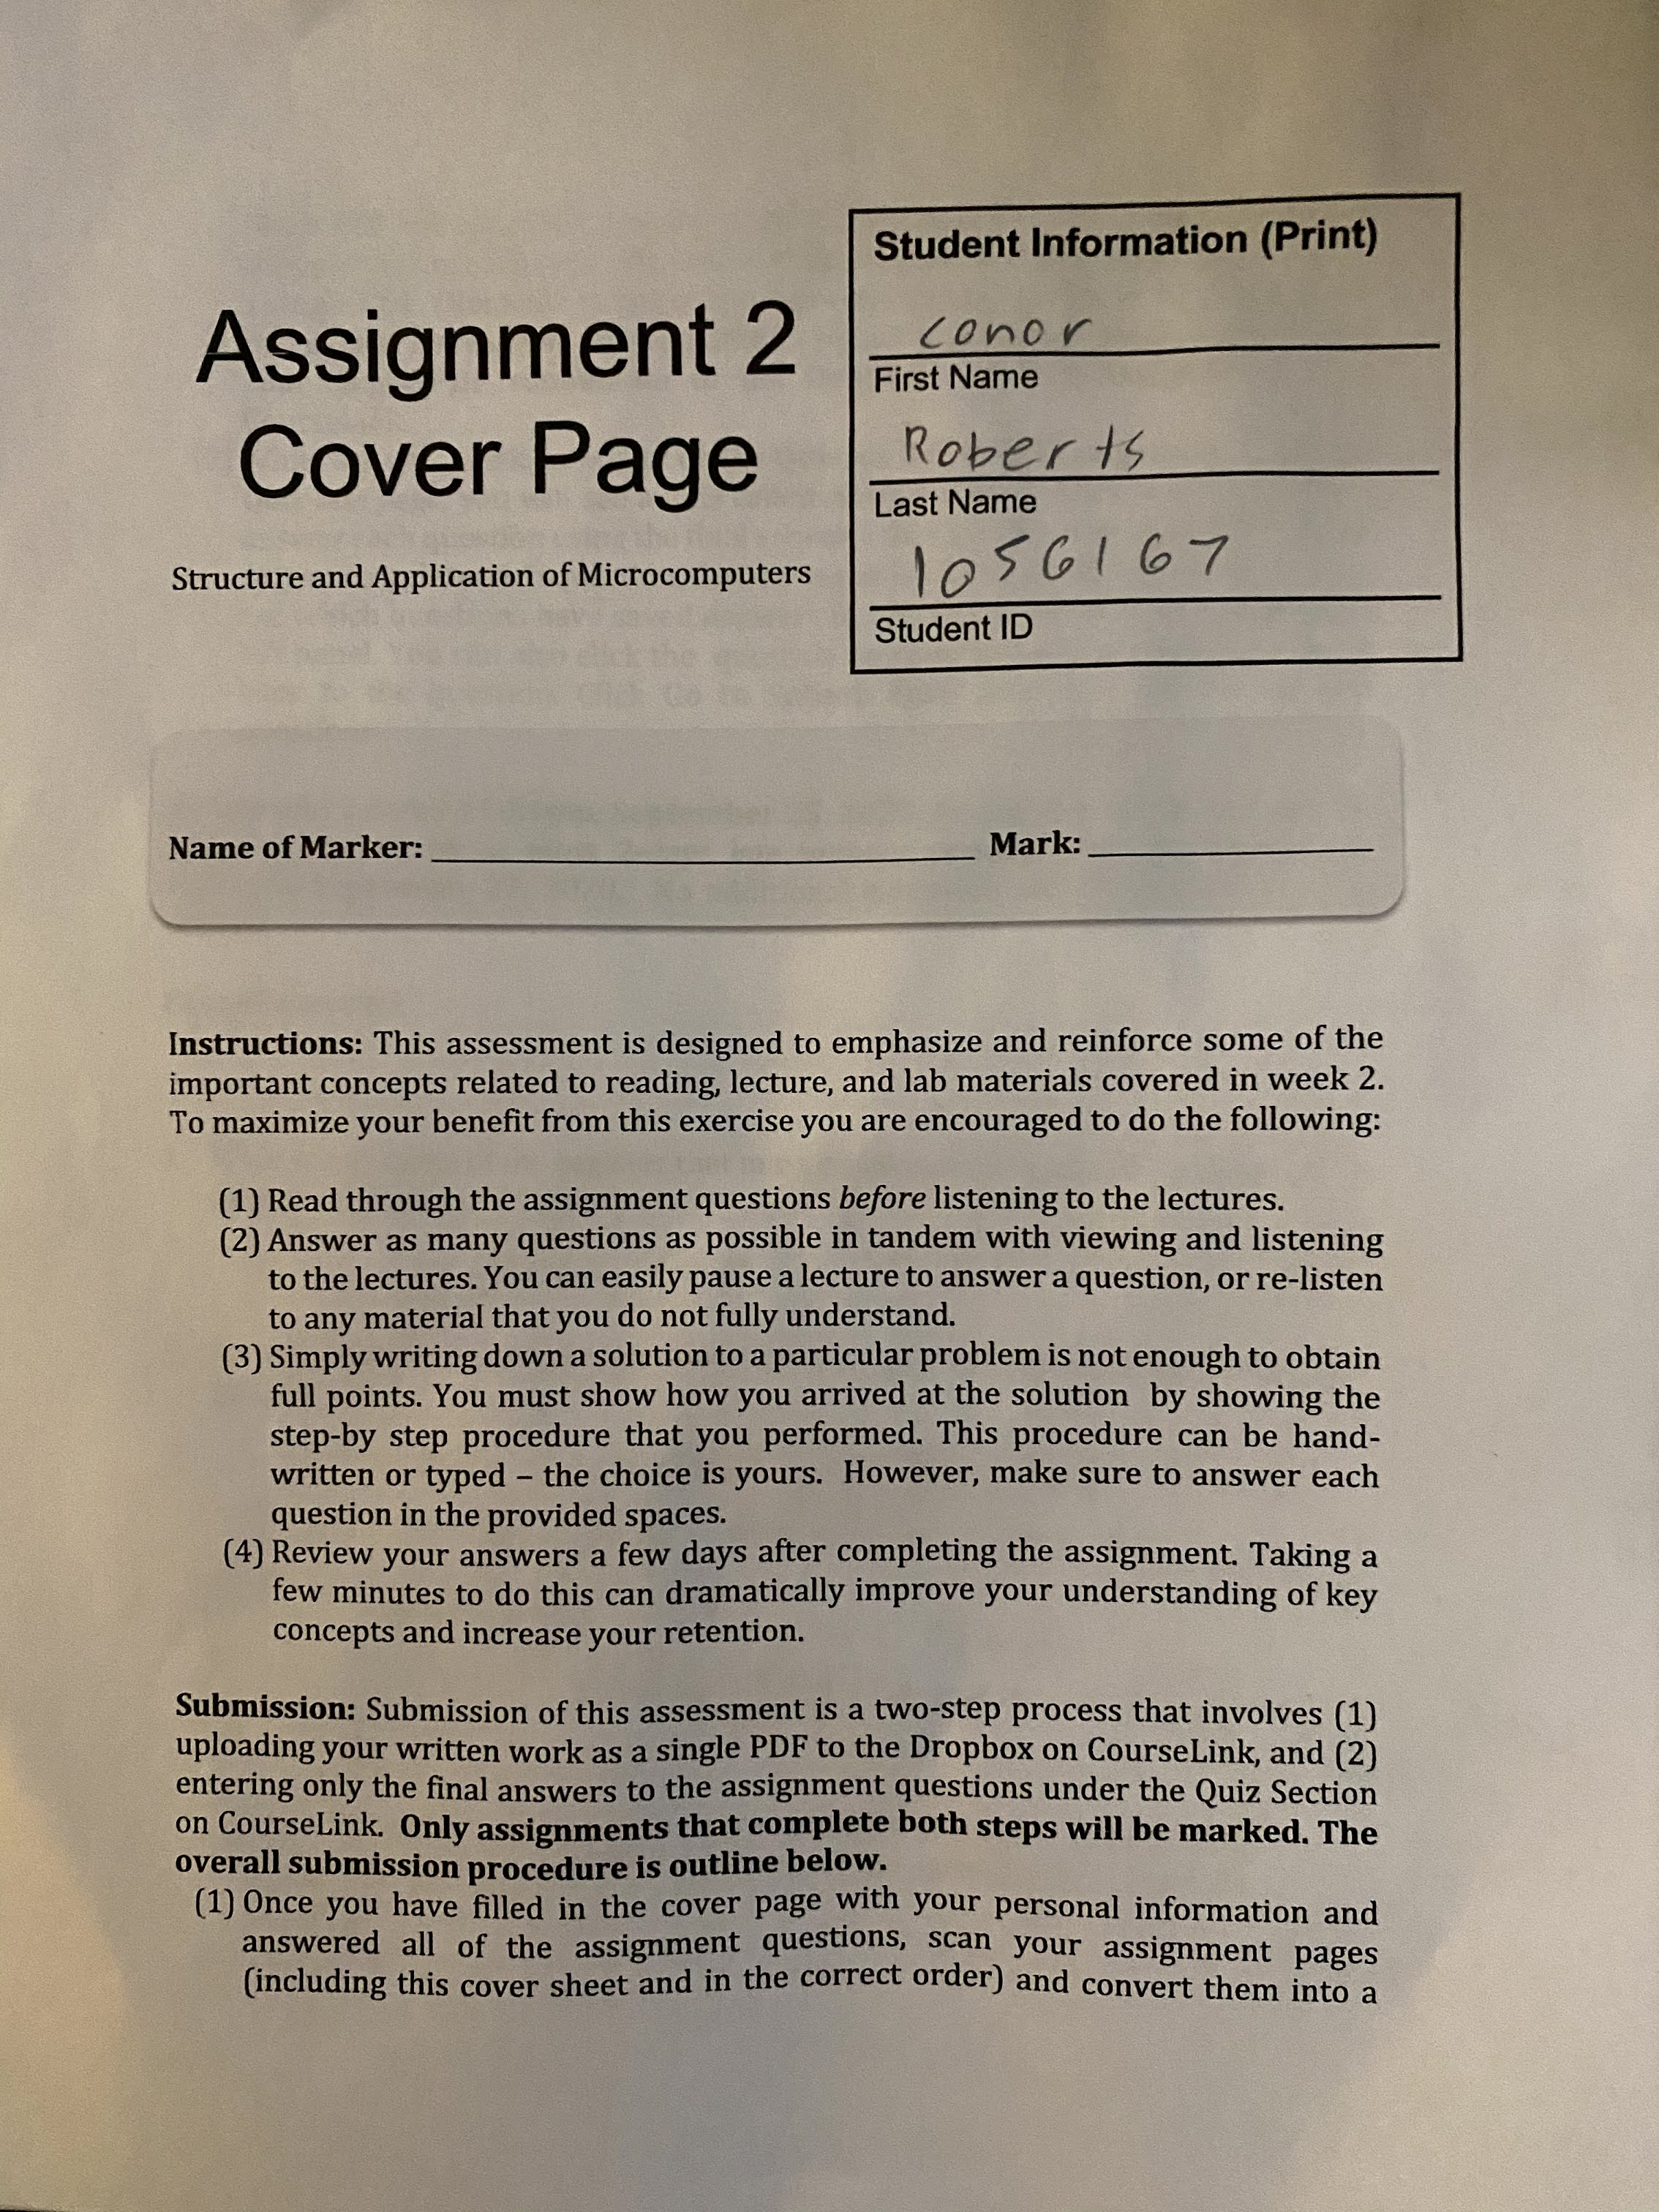 Assignment 2
Cover Page
Structure and Application of Microcomputers
Student Information (Print)
Conor
First Name
Roberts
Last Name
1056167
Student ID
Name of Marker: Mark:
Instructions: This assessment is designed to emphasize and reinforce some of the
important concepts related to reading, lecture, and lab materials covered in week 2.
To maximize your benefit from this exercise you are encouraged to do the following:
(1) Read through the assignment questions before listening to the lectures.
(2) Answer as many questions as possible in tandem with viewing and listening
to the lectures. You can easily pause a lecture to answer a question, or re-listen
to any material that you do not fully understand.
(3) Simply writing down a solution to a particular problem is not enough to obtain
full points. You must show how you arrived at the solution by showing the
step-by step procedure that you performed. This procedure can be hand-
written or typed – the choice is yours. However, make sure to answer each
question in the provided spaces.
(4) Review your answers a few days after completing the assignment. Taking a
few minutes to do this can dramatically improve your understanding of key
concepts and increase your retention.
Submission: Submission of this assessment is a two-step process that involves (1)
uploading your written work as a single PDF to the Dropbox on CourseLink, and (2)
entering only the final answers to the assignment questions under the Quiz Section
on CourseLink. Only assignments that complete both steps will be marked. The
overall submission procedure is outline below.
(1) Once you have filled in the cover page with your personal information and
answered all of the assignment questions, scan your assignment pages
(including this cover sheet and in the correct order) and convert them into a